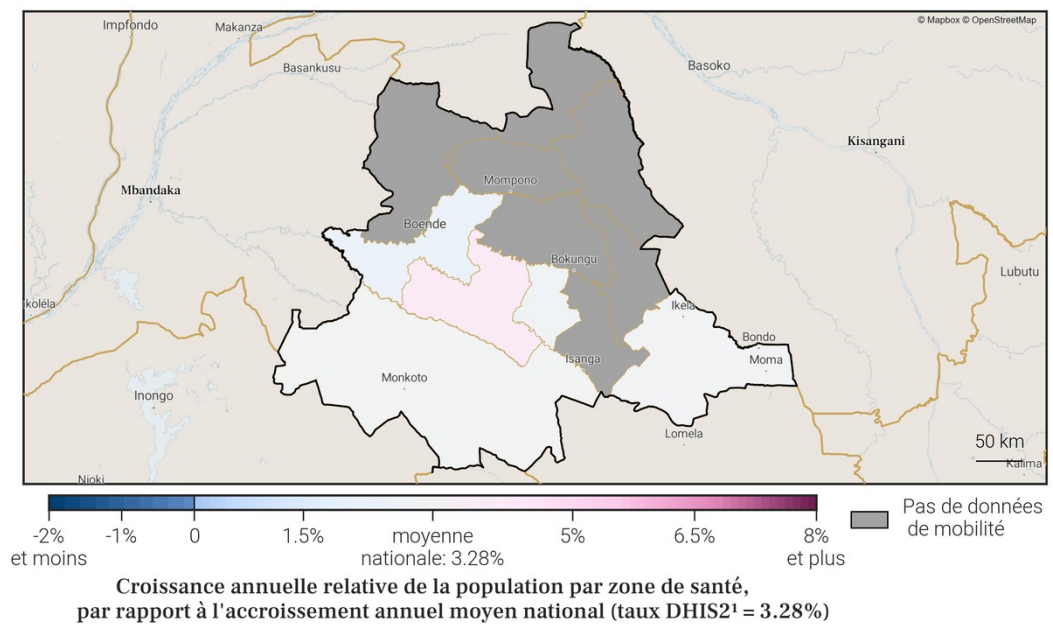 © Mapbox © OpenStreetMap
Impfondo
Makanza
Basankusu
Basoko
Kisangani
Mbandaka
Mompono
Boende
Bokungu
Lubutu
koléla
Ikela
Bondo
Moma
Isanga
Monkoto
Inongo
Lomela
50 km
Kalima
Nioki
-2%
et moins
-1%
0
1.5%
moyenne
nationale: 3.28%
5%
6.5%
8%
et plus
Pas de données
de mobilité
Croissance annuelle relative de la population par zone de santé,
par rapport à l'accroissement annuel moyen national (taux DHIS2¹ = 3.28%)